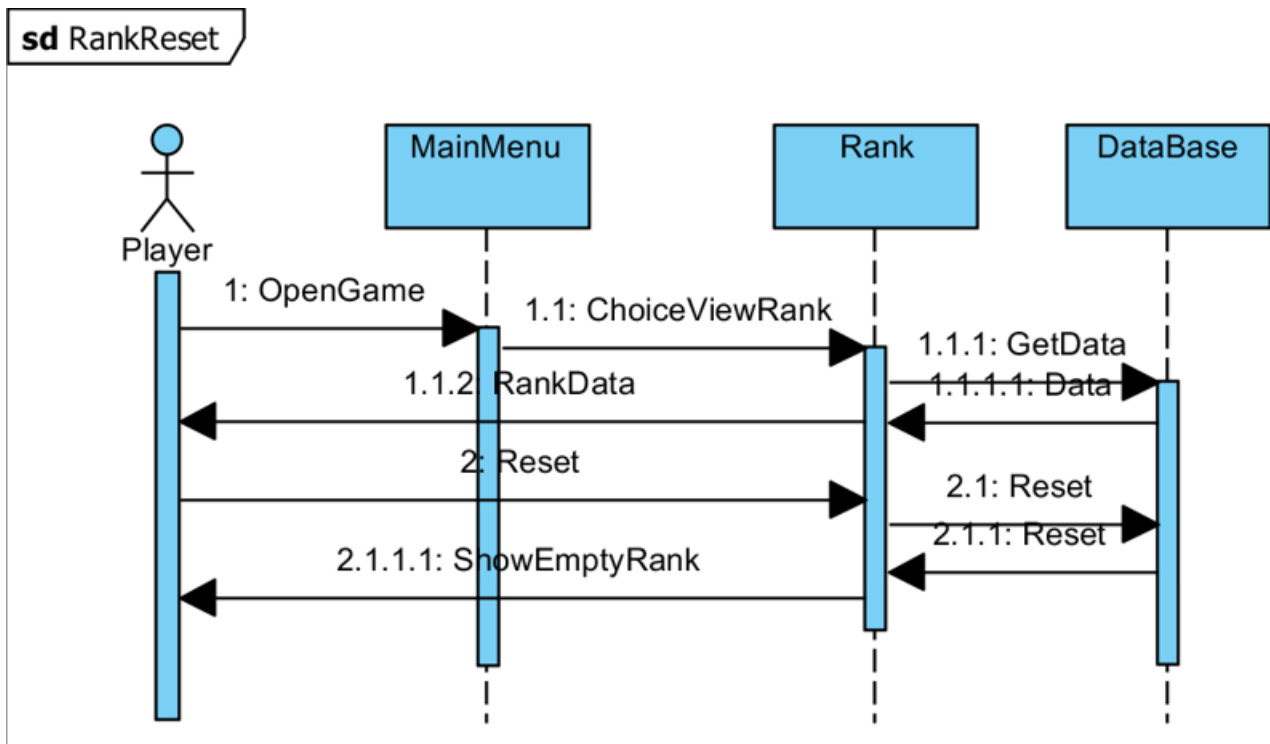 sd RankReset
MainMenu
Rank
DataBase
Player
1: OpenGame
1.1: ChoiceViewRank
1.1.1: GetData
1.1.2: RankData
1.1.1.1: Data
2: Reset
2.1: Reset
2.1.1: Reset
2.1.1.1: ShowEmptyRank